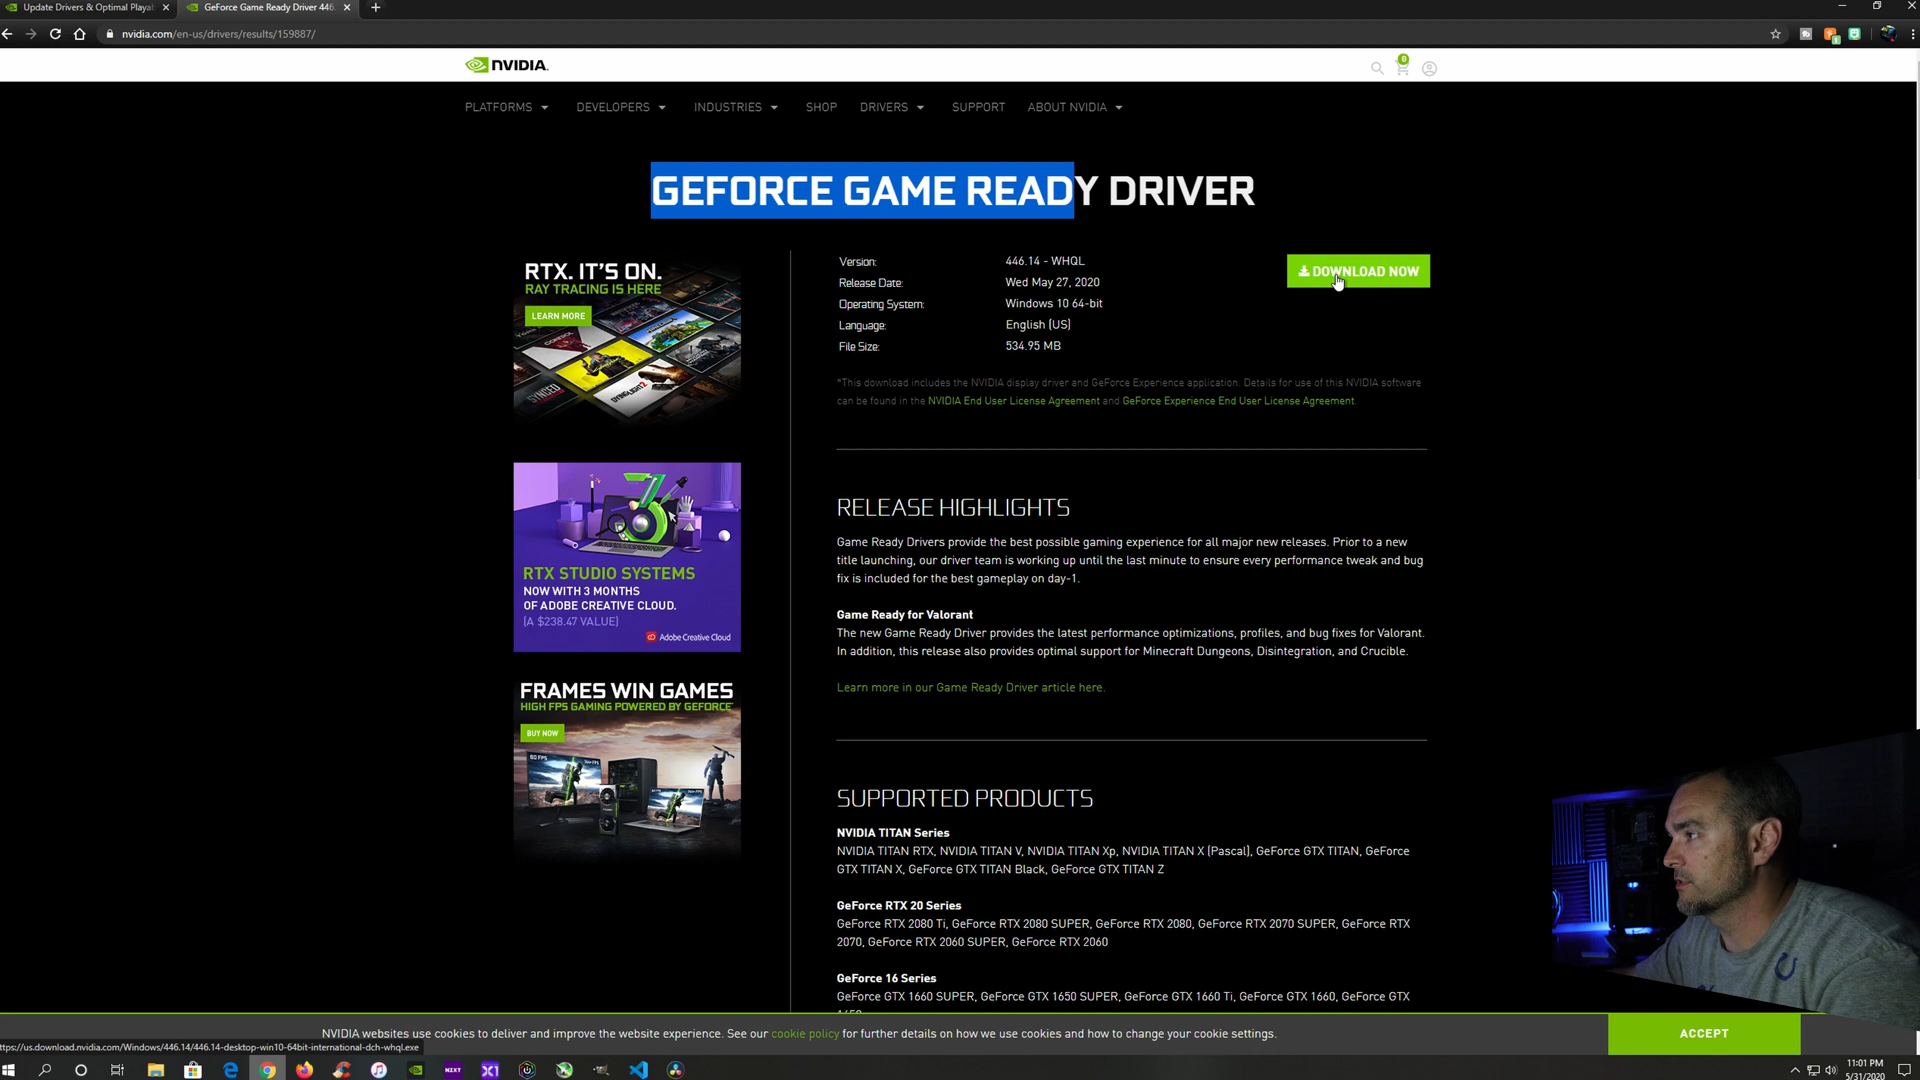 Update Drivers & Optimal Playa
GeForce Game Ready Driver 446
nvidia.com/en-us/drivers/results/159887/
NVIDIA.
0
PLATFORMS
DEVELOPERS
INDUSTRIES
SHOP
DRIVERS
SUPPORT
ABOUT NVIDIA
GEFORCE GAME READY DRIVER
RTX. IT'S ON.
RAY TRACING IS HERE
LEARN MORE
CONTROL
SYNCED
DYING LIGHT 2
Version: 446.14 - WHQL
Release Date: Wed May 27, 2020
Operating System: Windows 10 64-bit
Language: English (US)
File Size: 534.95 MB
DOWNLOAD NOW
*This download includes the NVIDIA display driver and GeForce Experience application. Details for use of this NVIDIA software
can be found in the NVIDIA End User License Agreement and GeForce Experience End User License Agreement.
RTX STUDIO SYSTEMS
NOW WITH 3 MONTHS
OF ADOBE CREATIVE CLOUD.
(A $238.47 VALUE)
Adobe Creative Cloud
FRAMES WIN GAMES
HIGH FPS GAMING POWERED BY GEFORCE
BUY NOW
60 FPS
RELEASE HIGHLIGHTS
Game Ready Drivers provide the best possible gaming experience for all major new releases. Prior to a new
title launching, our driver team is working up until the last minute to ensure every performance tweak and bug
fix is included for the best gameplay on day-1.
Game Ready for Valorant
The new Game Ready Driver provides the latest performance optimizations, profiles, and bug fixes for Valorant.
In addition, this release also provides optimal support for Minecraft Dungeons, Disintegration, and Crucible.
Learn more in our Game Ready Driver article here.
SUPPORTED PRODUCTS
NVIDIA TITAN Series
NVIDIA TITAN RTX, NVIDIA TITAN V, NVIDIA TITAN Xp, NVIDIA TITAN X (Pascal), GeForce GTX TITAN, GeForce
GTX TITAN X, GeForce GTX TITAN Black, GeForce GTX TITAN Z
GeForce RTX 20 Series
GeForce RTX 2080 Ti, GeForce RTX 2080 SUPER, GeForce RTX 2080, GeForce RTX 2070 SUPER, GeForce RTX
2070, GeForce RTX 2060 SUPER, GeForce RTX 2060
GeForce 16 Series
GeForce GTX 1660 SUPER, GeForce GTX 1650 SUPER, GeForce GTX 1660 Ti, GeForce GTX 1660, GeForce GTX
NVIDIA websites use cookies to deliver and improve the website experience. See our cookie policy for further details on how we use cookies and how to change your cookie settings.
ACCEPT
ttps://us.download.nvidia.com/Windows/446.14/446.14-desktop-win10-64bit-international-dch-whql.exe
NZXT
X1
11:01 PM
5/31/2020